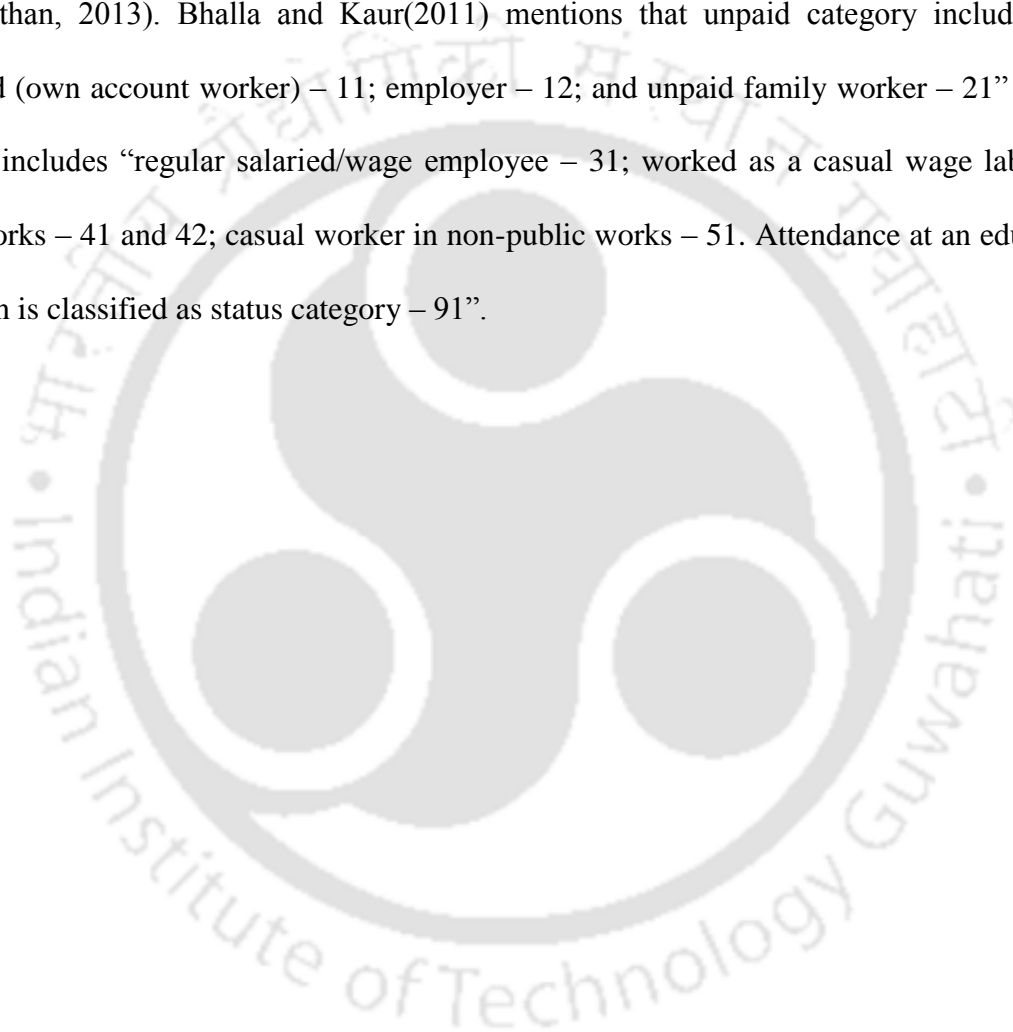 than, 2013). Bhalla and Kaur(2011) mentions that unpaid category includ
d (own account worker) – 11; employer – 12; and unpaid family worker – 21”
includes “regular salaried/wage employee – 31; worked as a casual wage lab
orks – 41 and 42; casual worker in non-public works – 51. Attendance at an edu
n is classified as status category – 91”.
भारतीय प्रौद्योगिकी संस्थान गुवाहाटी
• Indian Institute of Technology Guwahati •